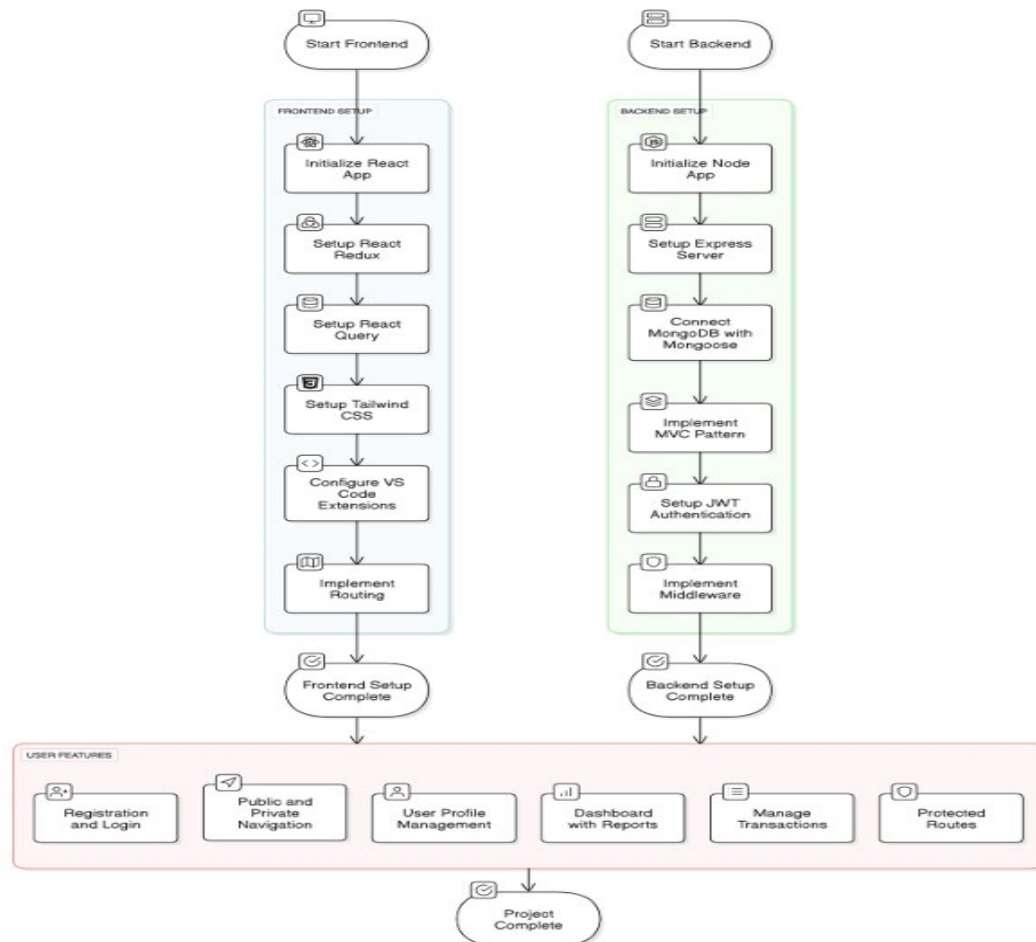 Start Frontend
FRONTEND SETUP
Initialize React
App
Setup React
Redux
Setup React
Query
Setup Tailwind
CSS
Configure VS
Code
Extensions
Implement
Routing
Frontend Setup
Complete
Start Backend
BACKEND SETUP
Initialize Node
App
Setup Express
Server
Connect
MongoDB with
Mongoose
Implement
MVC Pattern
Setup JWT
Authentication
Implement
Middleware
Backend Setup
Complete
USER FEATURES
Registration
and Login
Public and
Private
Navigation
User Profile
Management
Dashboard
with Reports
Manage
Transactions
Protected
Routes
Project
Complete